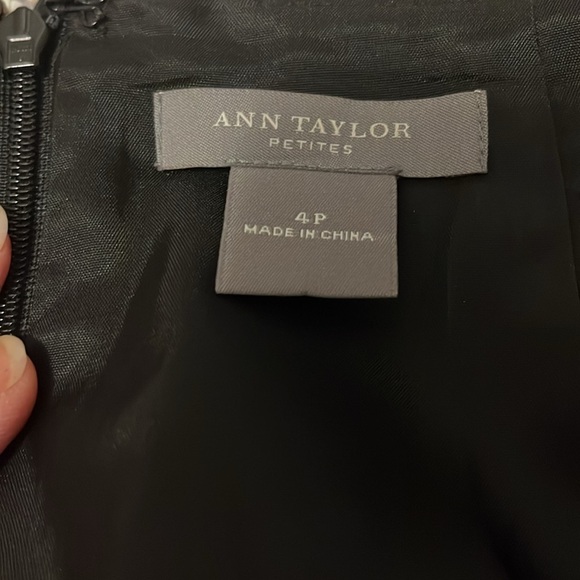 ANN TAYLOR
PETITES
4P
MADE IN CHINA